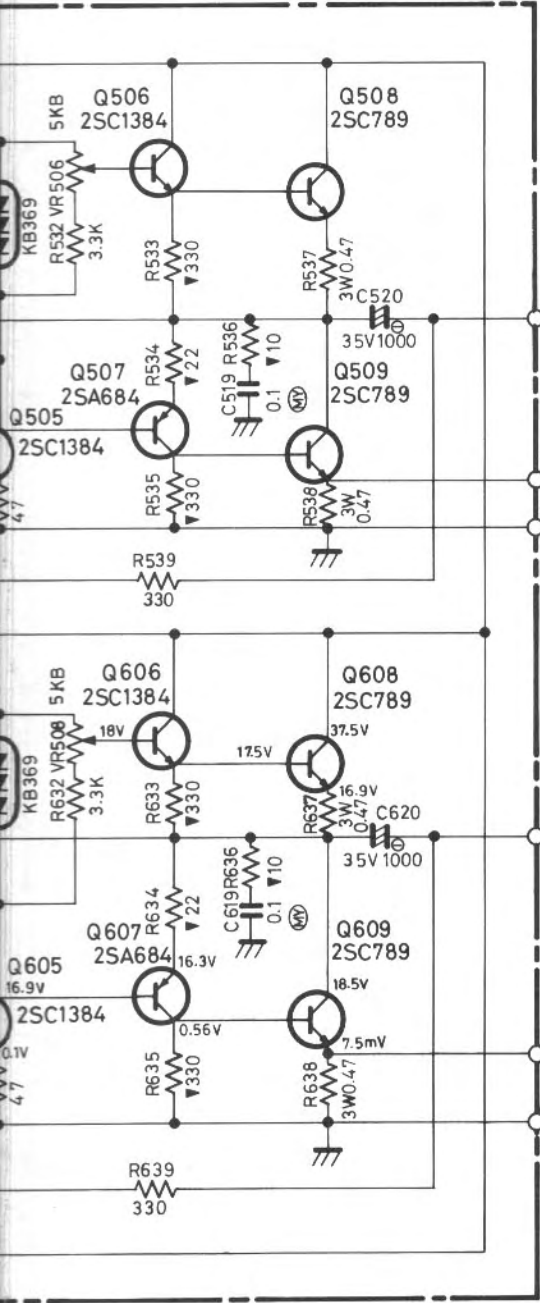 Q506
2SC1384
Q508
2SC789
5KB
VR506
R532
3.3K
KB369
R533
▼330
R537
3W0.47
C520
⊖
35V1000
R534
▼22
R536
▼10
C519
0.1
MY
Q507
2SA684
Q509
2SC789
Q505
2SC1384
47
R535
▼330
R538
3W
0.47
R539
330
Q606
2SC1384
Q608
2SC789
5KB
VR508
18V
17.5V
37.5V
R632
3.3K
KB369
R633
▼330
16.9V
R637
3W
0.47
C620
⊖
35V1000
R634
▼22
R636
▼10
C619
0.1
MY
Q607
2SA684
16.3V
Q609
2SC789
Q605
16.9V
2SC1384
18.5V
0.56V
7.5mV
0.1V
47
R635
▼330
R638
3W0.47
R639
330